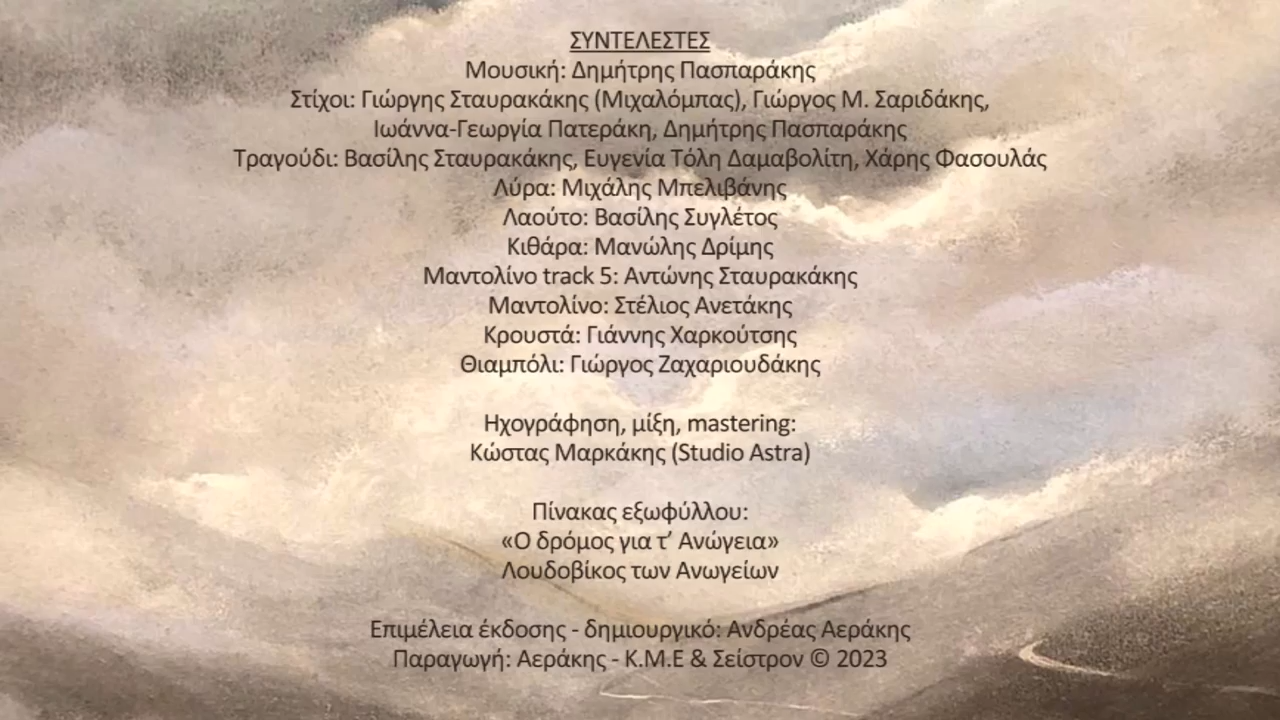 ΣΥΝΤΕΛΕΣΤΕΣ
Μουσική: Δημήτρης Πασπαράκης
Στίχοι: Γιώργης Σταυρακάκης (Μιχαλόμπας), Γιώργος Μ. Σαριδάκης,
Ιωάννα-Γεωργία Πατεράκη, Δημήτρης Πασπαράκης
Τραγούδι: Βασίλης Σταυρακάκης, Ευγενία Τόλη Δαμαβολίτη, Χάρης Φασουλάς
Λύρα: Μιχάλης Μπελιβάνης
Λαούτο: Βασίλης Συγλέτος
Κιθάρα: Μανώλης Δρίμης
Μαντολίνο track 5: Αντώνης Σταυρακάκης
Μαντολίνο: Στέλιος Ανετάκης
Κρουστά: Γιάννης Χαρκούτσης
Θιαμπόλι: Γιώργος Ζαχαριουδάκης
Ηχογράφηση, μίξη, mastering:
Κώστας Μαρκάκης (Studio Astra)
Πίνακας εξωφύλλου:
«Ο δρόμος για τ’ Ανώγεια»
Λουδοβίκος των Ανωγείων
Επιμέλεια έκδοσης - δημιουργικό: Ανδρέας Αεράκης
Παραγωγή: Αεράκης - Κ.Μ.Ε & Σείστρον © 2023